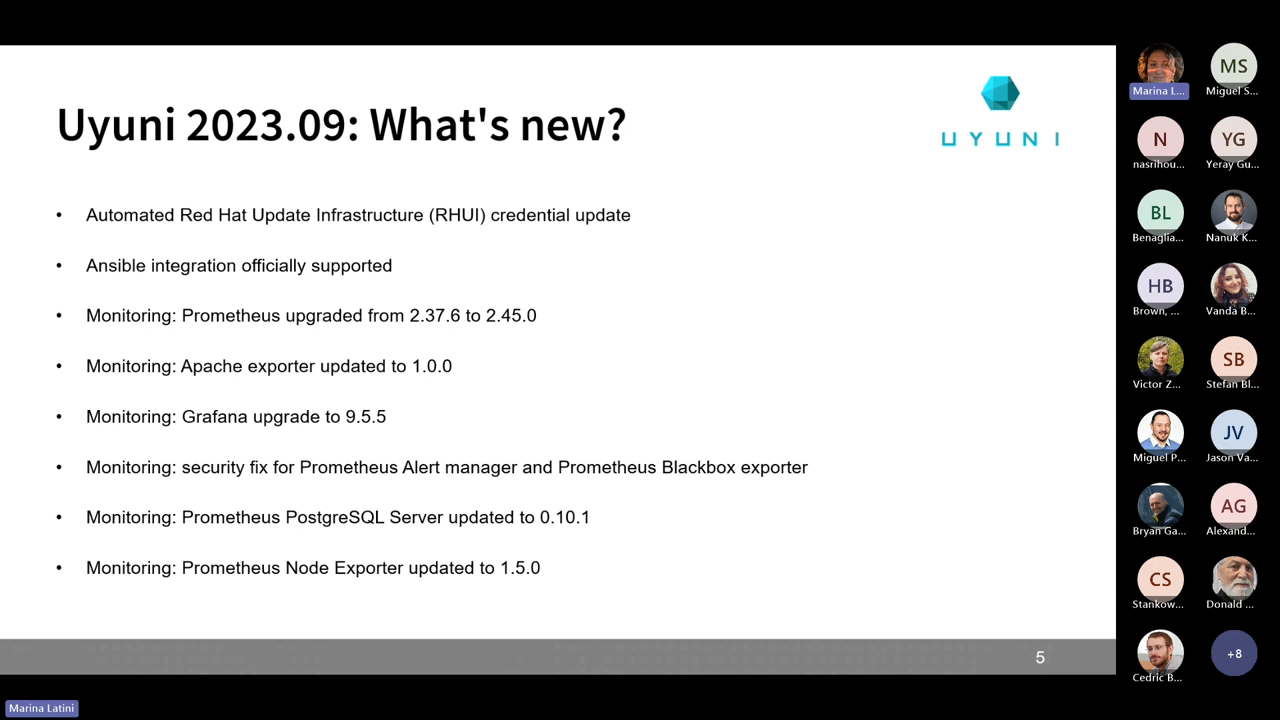 Uyuni 2023.09: What's new?
UYUNI
• Automated Red Hat Update Infrastructure (RHUI) credential update
• Ansible integration officially supported
• Monitoring: Prometheus upgraded from 2.37.6 to 2.45.0
• Monitoring: Apache exporter updated to 1.0.0
• Monitoring: Grafana upgrade to 9.5.5
• Monitoring: security fix for Prometheus Alert manager and Prometheus Blackbox exporter
• Monitoring: Prometheus PostgreSQL Server updated to 0.10.1
• Monitoring: Prometheus Node Exporter updated to 1.5.0
5
Marina L...
MS
Miguel S...
N
nasrihou...
YG
Yeray Gu...
BL
Benaglia...
Nanuk K...
HB
Brown, ...
Vanda B...
Victor Z...
SB
Stefan Bl...
Miguel P...
JV
Jason Va...
Bryan Ga...
AG
Alexand...
CS
Stankow...
Donald ...
Cedric B...
+8
Marina Latini